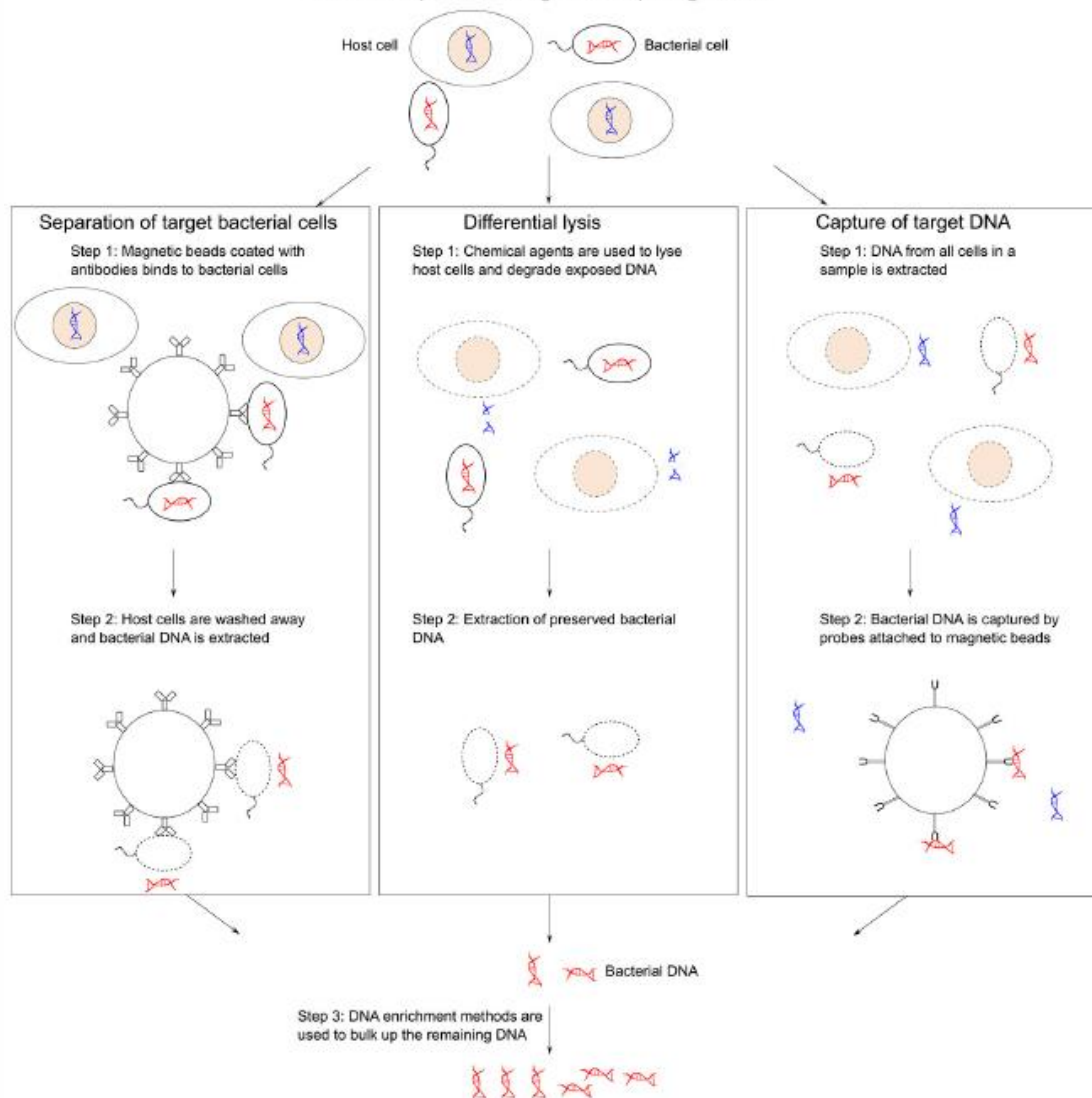 Host cell
Bacterial cell
Separation of target bacterial cells
Step 1: Magnetic beads coated with
antibodies binds to bacterial cells
Step 2: Host cells are washed away
and bacterial DNA is extracted
Differential lysis
Step 1: Chemical agents are used to lyse
host cells and degrade exposed DNA
Step 2: Extraction of preserved bacterial
DNA
Capture of target DNA
Step 1: DNA from all cells in a
sample is extracted
Step 2: Bacterial DNA is captured by
probes attached to magnetic beads
Bacterial DNA
Step 3: DNA enrichment methods are
used to bulk up the remaining DNA